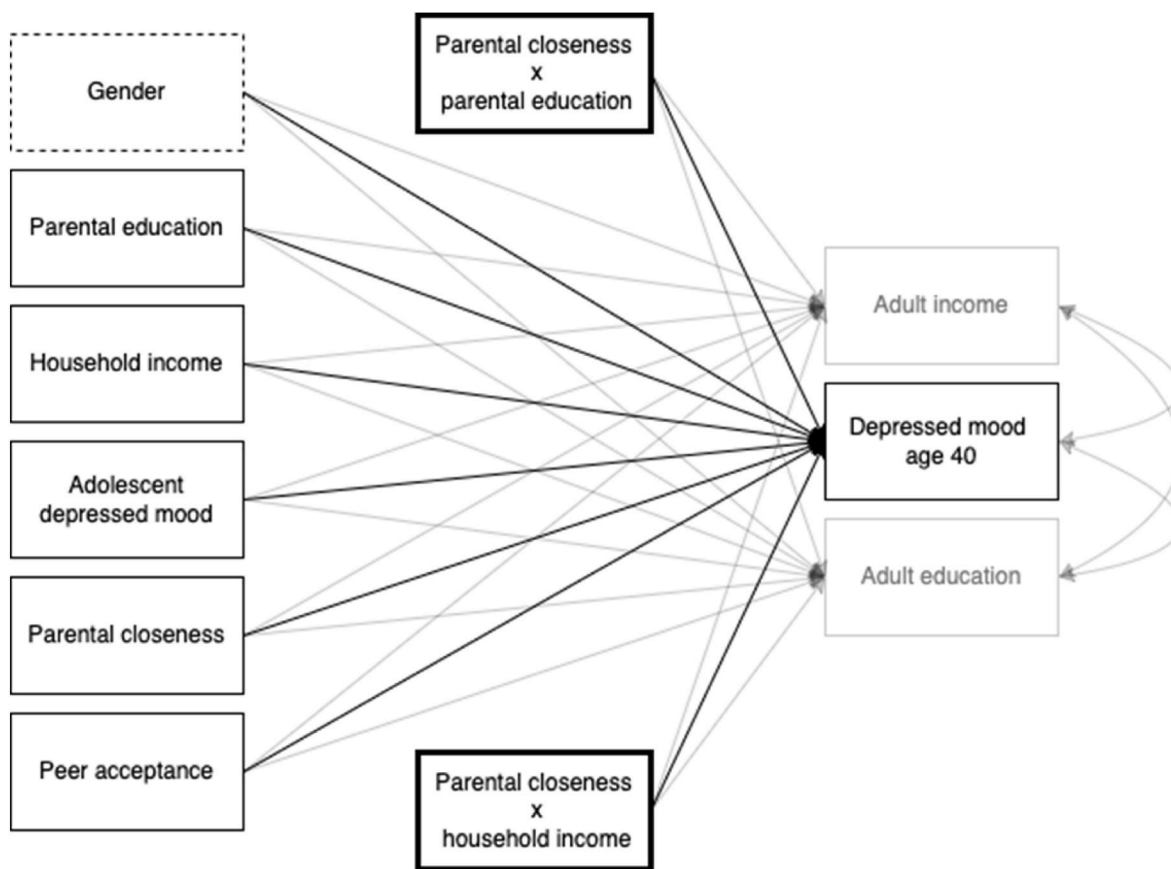 Gender
Parental education
Household income
Adolescent
depressed mood
Parental closeness
Peer acceptance
Parental closeness
x
parental education
Parental closeness
x
household income
Adult income
Depressed mood
age 40
Adult education